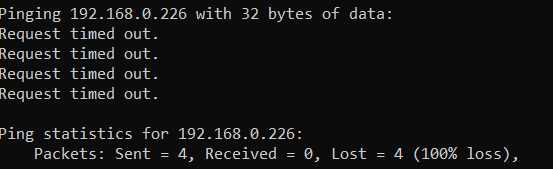 Pinging 192.168.0.226 with 32 bytes of data:
Request timed out.
Request timed out.
Request timed out.
Request timed out.
Ping statistics for 192.168.0.226:
Packets: Sent = 4, Received = 0, Lost = 4 (100% loss),